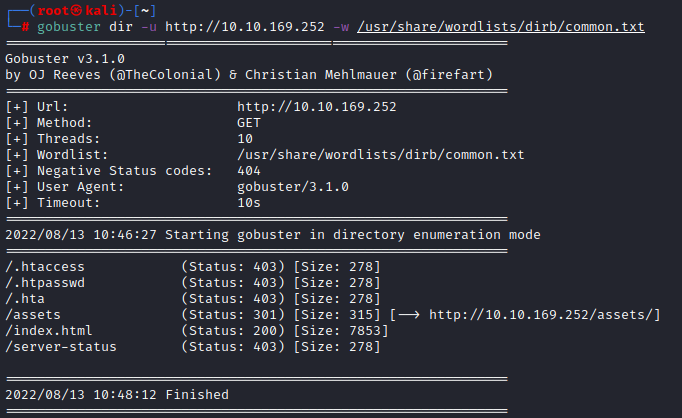 ┌──(root㉿kali)-[~]
└─# gobuster dir -u http://10.10.169.252 -w /usr/share/wordlists/dirb/common.txt
===============================================================
Gobuster v3.1.0
by OJ Reeves (@TheColonial) & Christian Mehlmauer (@firefart)
===============================================================
[+] Url:                     http://10.10.169.252
[+] Method:                  GET
[+] Threads:                 10
[+] Wordlist:                /usr/share/wordlists/dirb/common.txt
[+] Negative Status codes:   404
[+] User Agent:              gobuster/3.1.0
[+] Timeout:                 10s
===============================================================
2022/08/13 10:46:27 Starting gobuster in directory enumeration mode
===============================================================
/.htaccess            (Status: 403) [Size: 278]
/.htpasswd            (Status: 403) [Size: 278]
/.hta                 (Status: 403) [Size: 278]
/assets               (Status: 301) [Size: 315] [--> http://10.10.169.252/assets/]
/index.html           (Status: 200) [Size: 7853]
/server-status        (Status: 403) [Size: 278]
===============================================================
2022/08/13 10:48:12 Finished
===============================================================